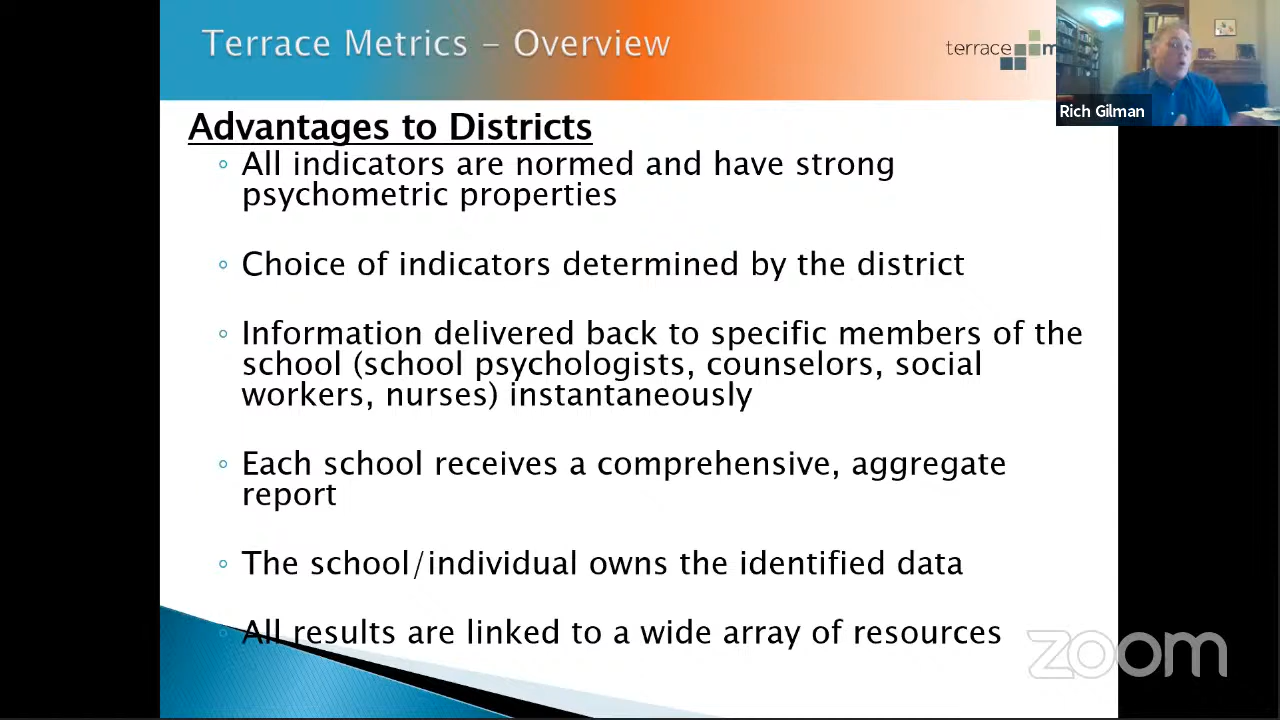 Terrace Metrics – Overview
terrace m
Rich Gilman
Advantages to Districts
All indicators are normed and have strong
psychometric properties
Choice of indicators determined by the district
Information delivered back to specific members of the
school (school psychologists, counselors, social
workers, nurses) instantaneously
Each school receives a comprehensive, aggregate
report
The school/individual owns the identified data
All results are linked to a wide array of resources
zoom